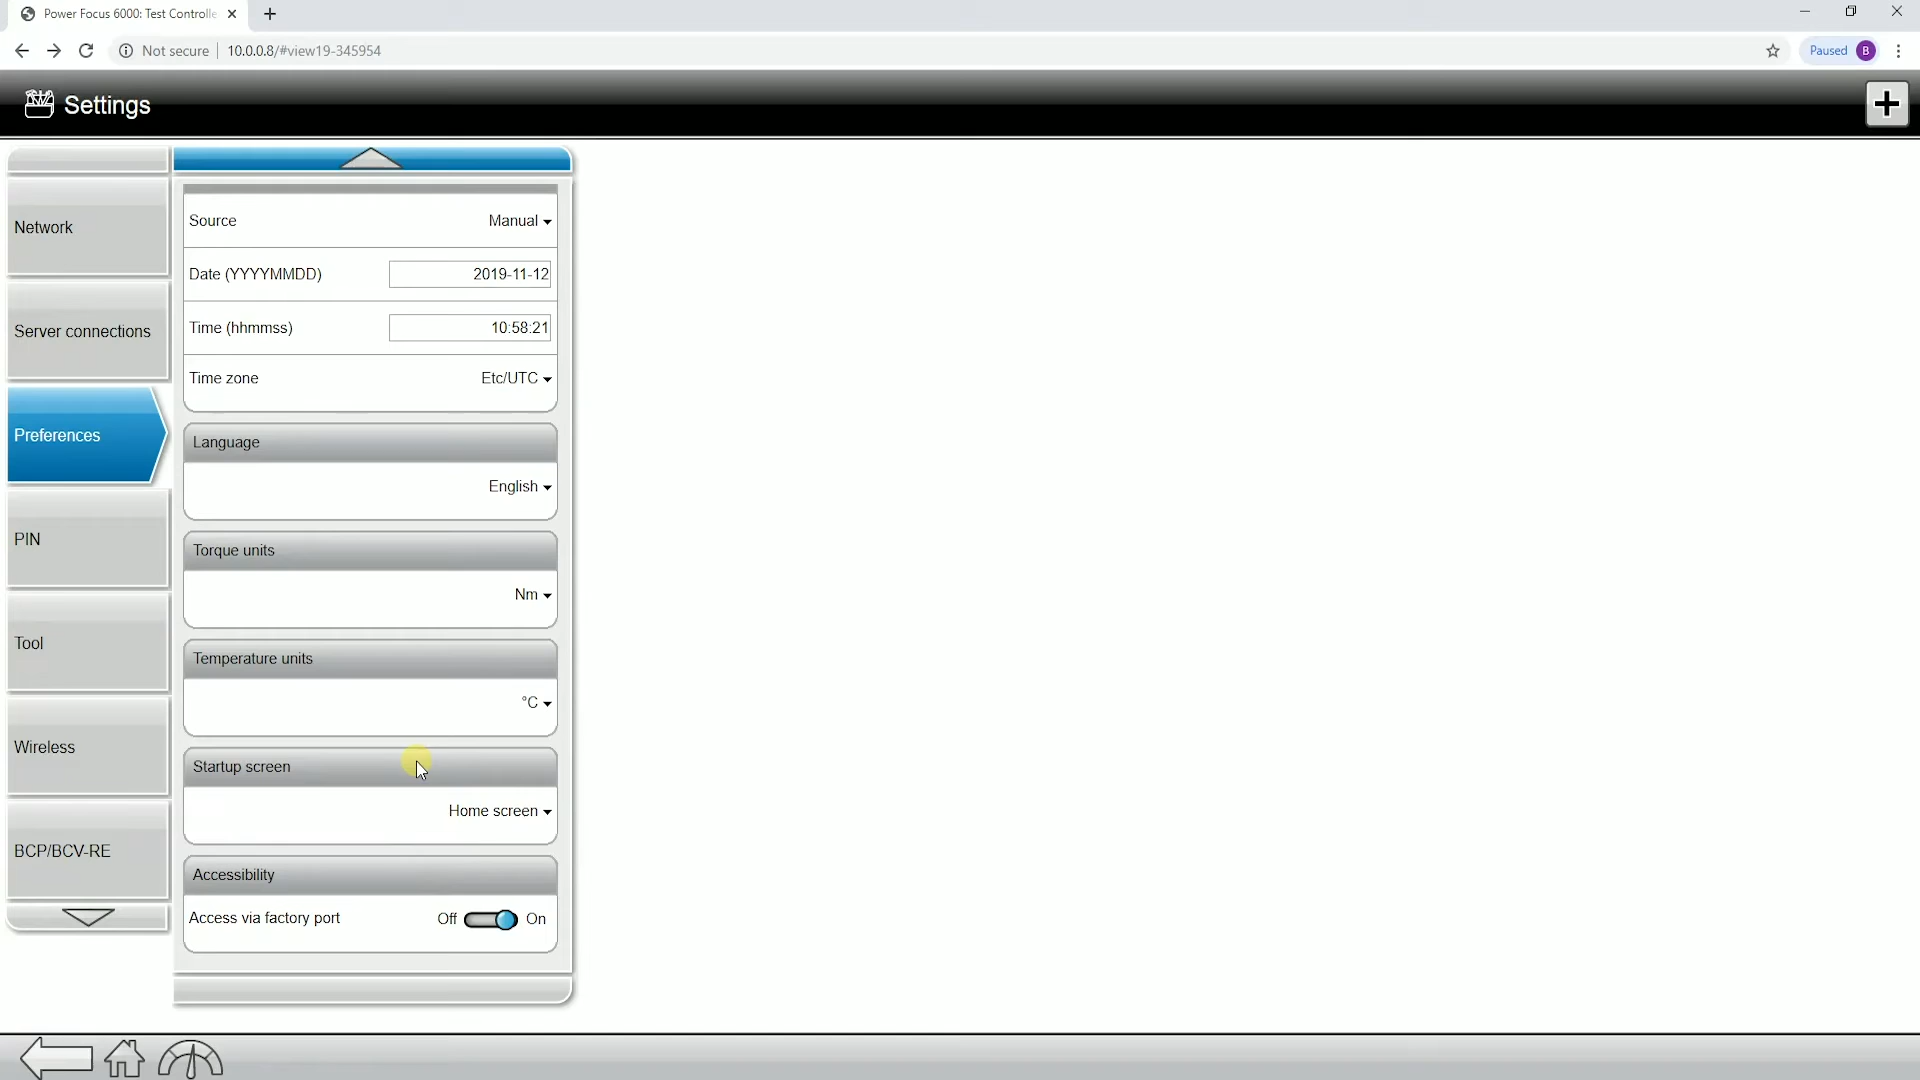 Power Focus 6000: Test Controlle
Not secure
10.0.0.8/#view19-345954
Paused
B
Settings
Network
Server connections
Preferences
PIN
Tool
Wireless
BCP/BCV-RE
Source
Manual
Date (YYYYMMDD)
2019-11-12
Time (hhmmss)
10:58:21
Time zone
Etc/UTC
Language
English
Torque units
Nm
Temperature units
°C
Startup screen
Home screen
Accessibility
Access via factory port
Off
On